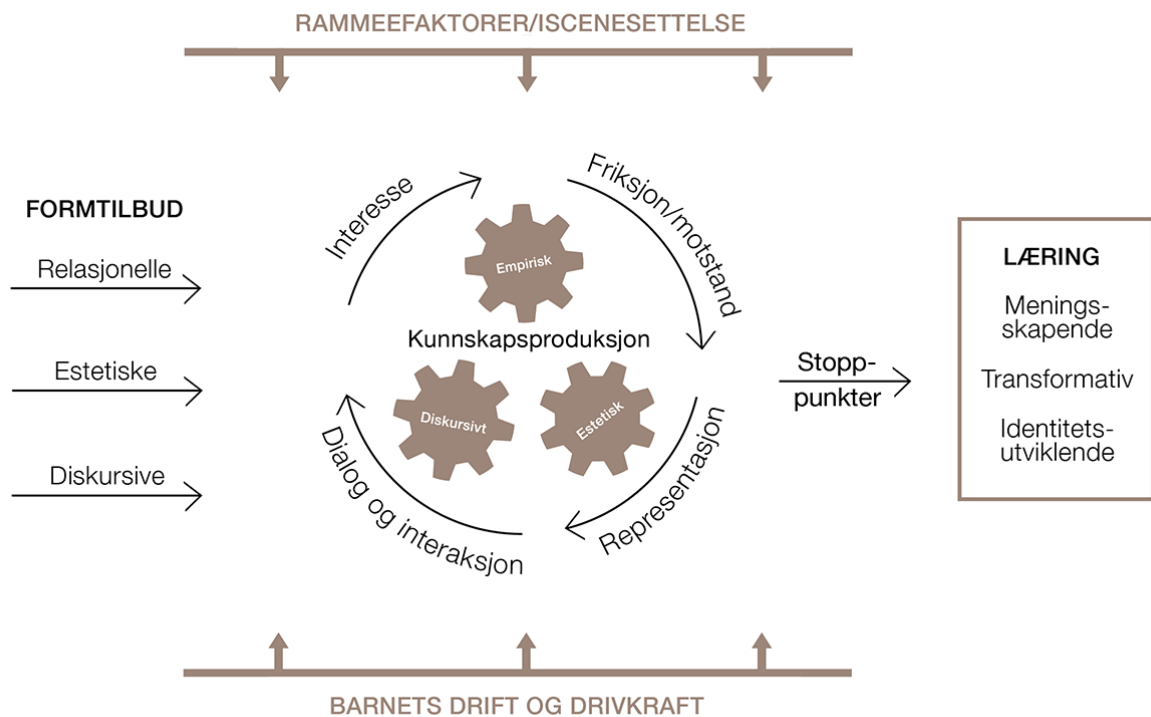 RAMMEEFAKTORER/ISCENESETTELSE
FORMTILBUD
Relasjonelle
Estetiske
Diskursive
Interesse
Friksjon/motstand
Empirisk
Kunnskapsproduksjon
Diskursivt
Estetisk
Dialog og interaksjon
Representasjon
Stopp-
punkter
LÆRING
Menings-
skapende
Transformativ
Identitets-
utviklende
BARNETS DRIFT OG DRIVKRAFT